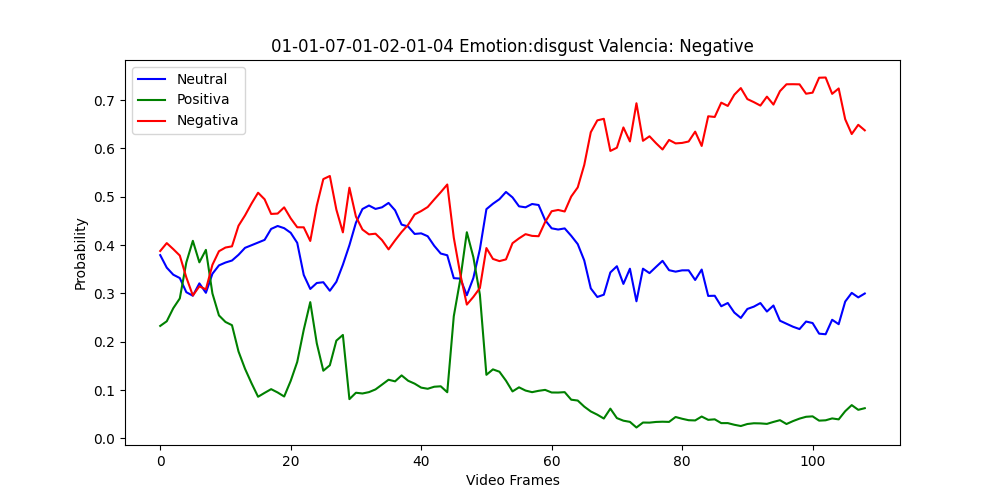 01-01-07-01-02-01-04 Emotion:disgust Valencia: Negative
Neutral
Positiva
Negativa
Probability
0.7
0.6
0.5
0.4
0.3
0.2
0.1
0.0
0 20 40 60 80 100
Video Frames